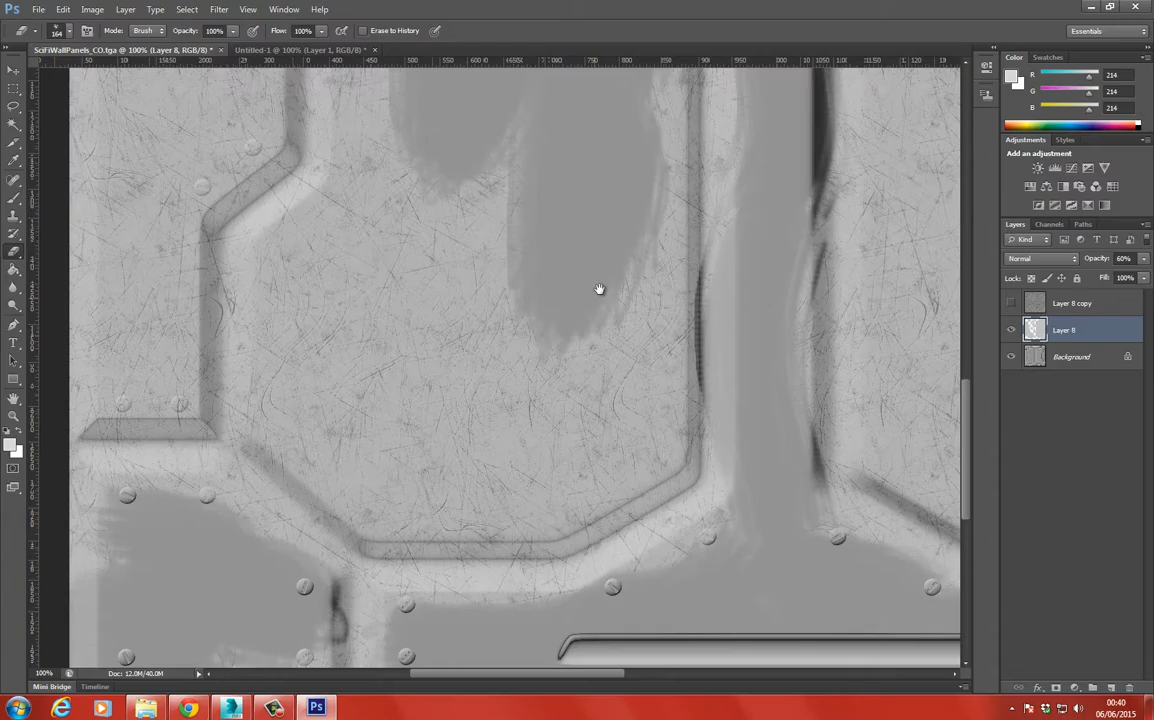 Ps File Edit Image Layer Type Select Filter View Window Help
164 Mode: Brush Opacity: 100% Flow: 100% Erase to History Essentials
SciFiWallPanels_CO.tga @ 100% (Layer 8, RGB/8) * × Untitled-1 @ 100% (Layer 1, RGB/8) * ×
Color Swatches
R 214
G 214
B 214
Adjustments Styles
Add an adjustment
Layers Channels Paths
Kind
Normal Opacity: 60%
Lock: Fill: 100%
Layer 8 copy
Layer 8
Background
100% Doc: 12.0M/40.0M
Mini Bridge Timeline
Ps
00:40
06/06/2015